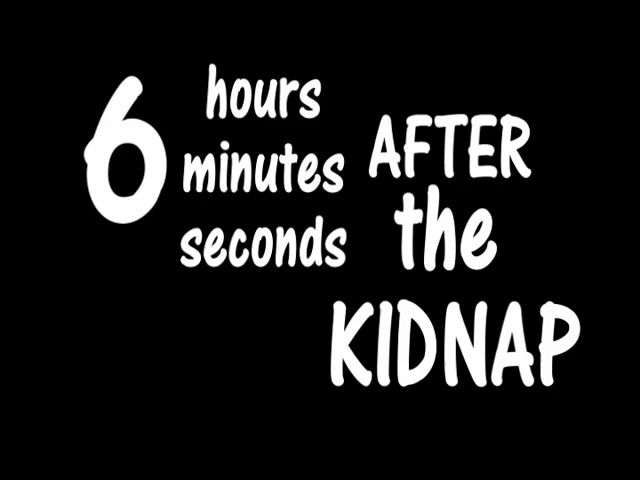 6
hours
minutes
seconds
AFTER
the
KIDNAP